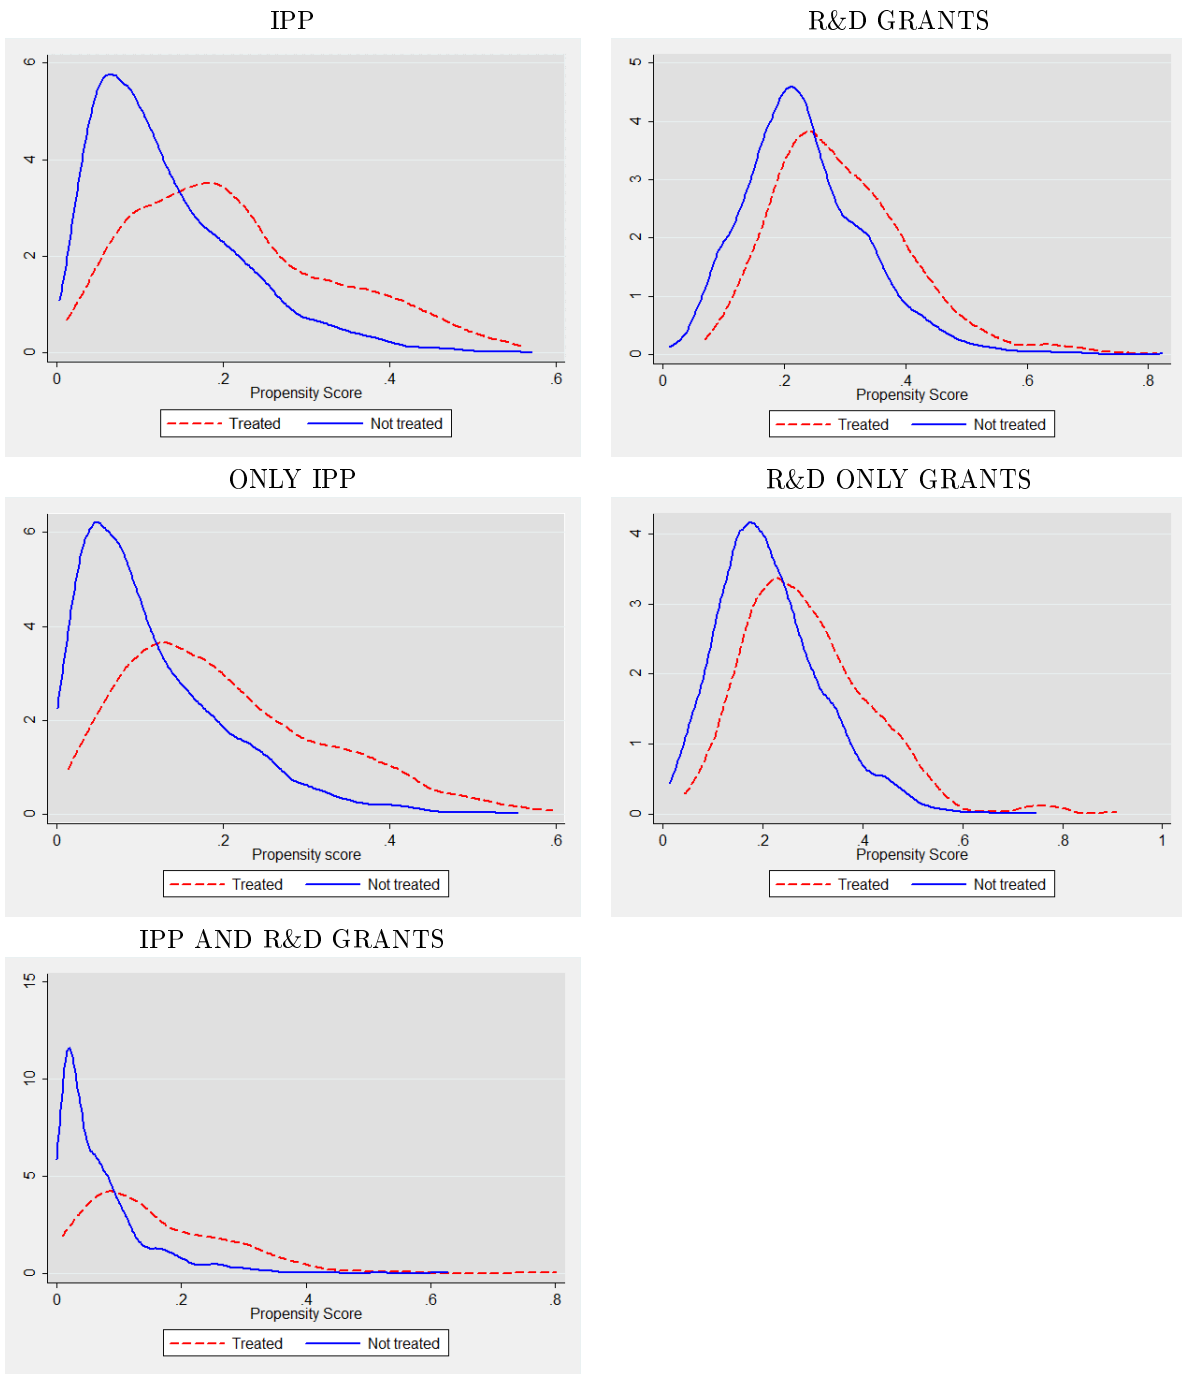 IPP
6
4
2
0
0 .2 .4 .6
Propensity Score
Treated Not treated
R&D GRANTS
5
4
3
2
1
0
0 .2 .4 .6 .8
Propensity Score
Treated Not treated
ONLY IPP
6
4
2
0
0 .2 .4 .6
Propensity score
Treated Not treated
R&D ONLY GRANTS
4
3
2
1
0
0 .2 .4 .6 .8 1
Propensity Score
Treated Not treated
IPP AND R&D GRANTS
15
10
5
0
0 .2 .4 .6 .8
Propensity Score
Treated Not treated